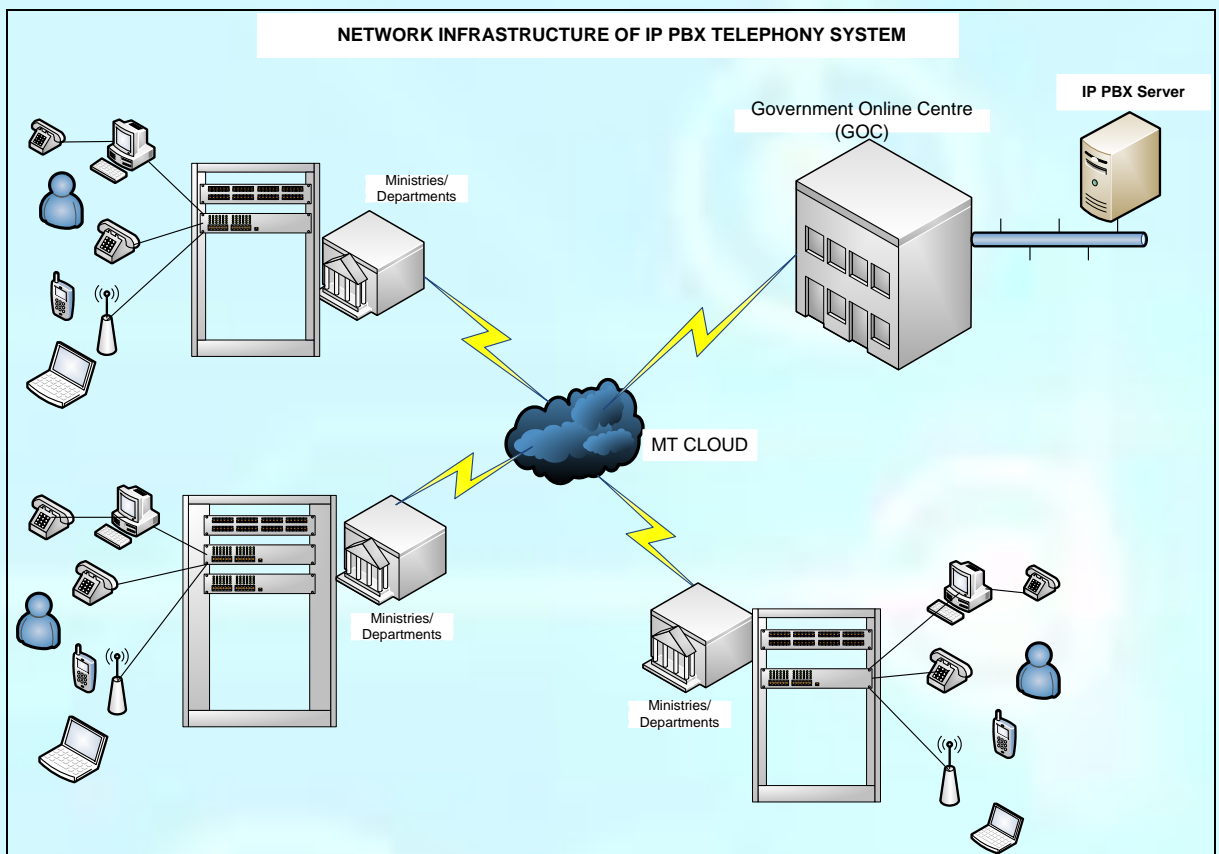 NETWORK INFRASTRUCTURE OF IP PBX TELEPHONY SYSTEM
IP PBX Server
Government Online Centre
(GOC)
Ministries/
Departments
MT CLOUD
Ministries/
Departments
Ministries/
Departments